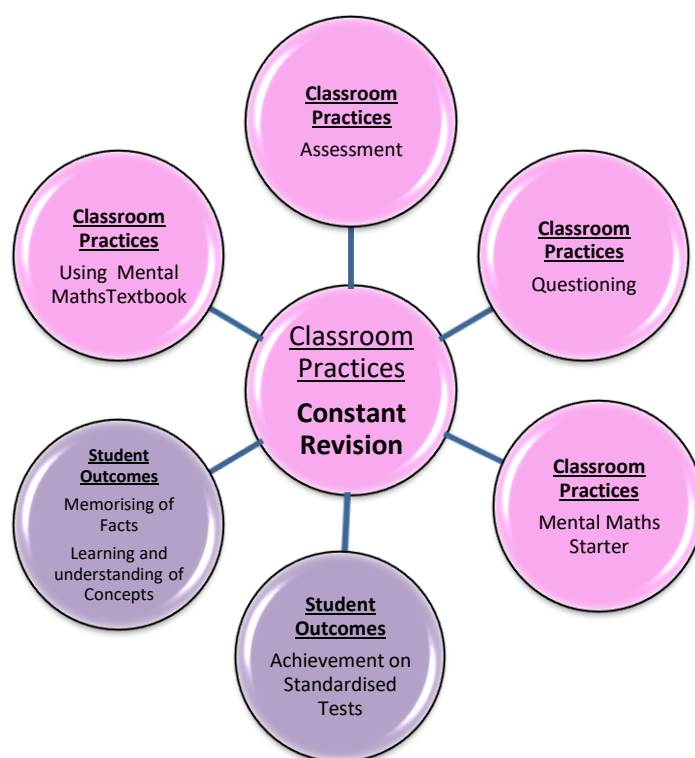 Classroom
Practices
Assessment
Classroom
Practices
Using Mental
MathsTextbook
Classroom
Practices
Questioning
Classroom
Practices
Constant
Revision
Student
Outcomes
Memorising of
Facts
Learning and
understanding of
Concepts
Classroom
Practices
Mental Maths
Starter
Student
Outcomes
Achievement on
Standardised
Tests